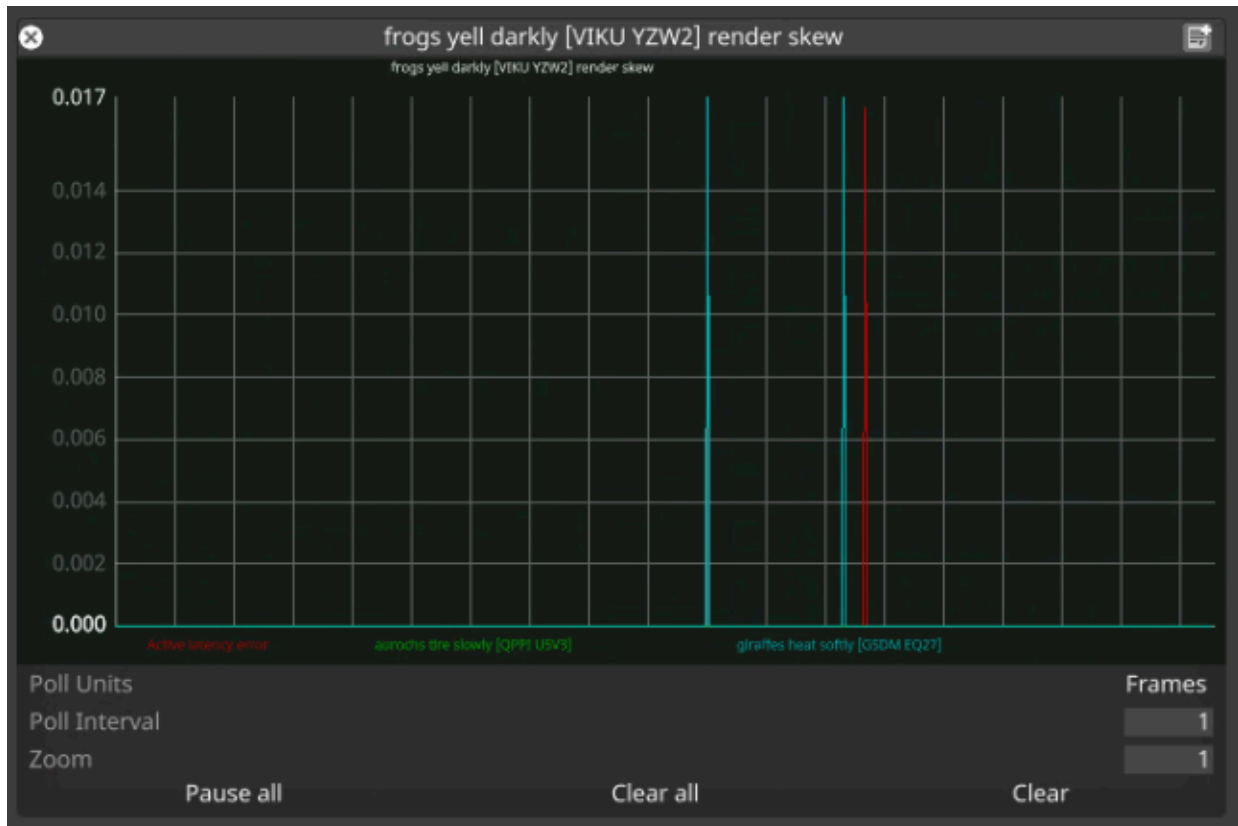 frogs yell darkly [VIKU YZW2] render skew
frogs yell darkly [VIKU YZW2] render skew
0.017
0.014
0.012
0.010
0.008
0.006
0.004
0.002
0.000
Active latency error aurochs tire slowly [QPPI U5V3] giraffes heat softly [GSDM EQ27]
Poll Units Frames
Poll Interval 1
Zoom 1
Pause all Clear all Clear